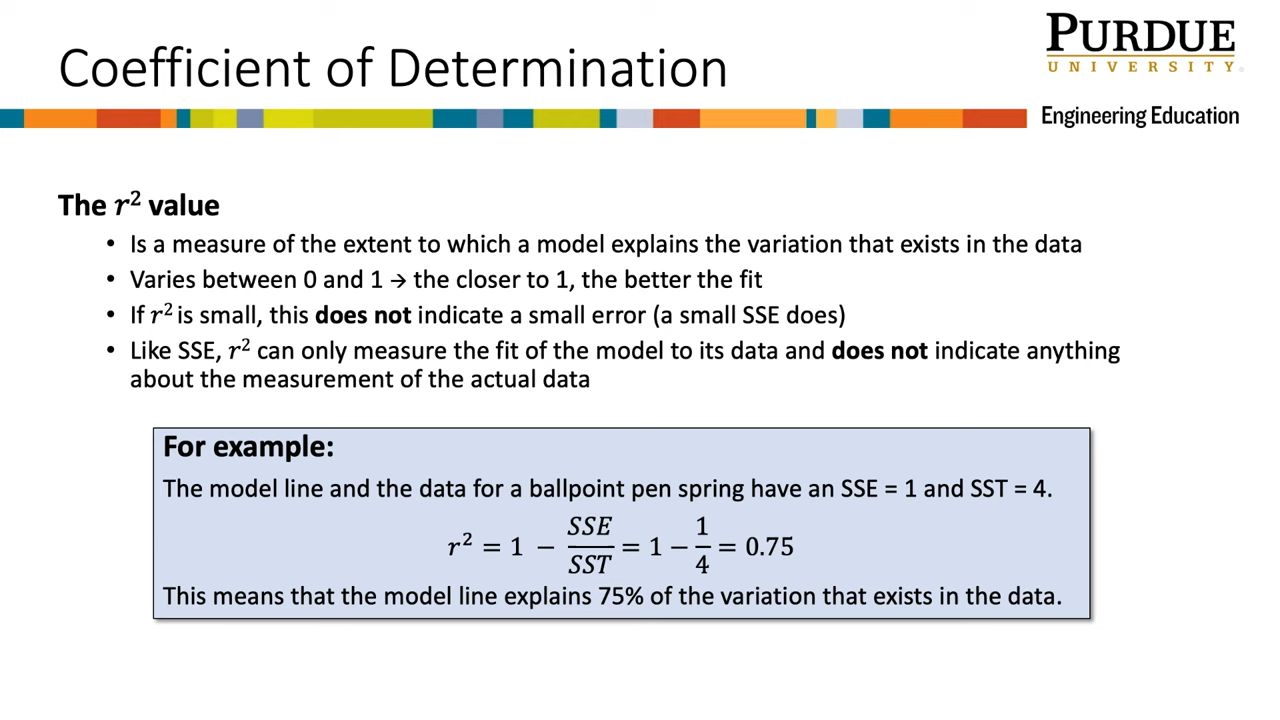 Coefficient of Determination
PURDUE
UNIVERSITY
Engineering Education
The r² value
• Is a measure of the extent to which a model explains the variation that exists in the data
• Varies between 0 and 1 → the closer to 1, the better the fit
• If r² is small, this does not indicate a small error (a small SSE does)
• Like SSE, r² can only measure the fit of the model to its data and does not indicate anything
about the measurement of the actual data
For example:
The model line and the data for a ballpoint pen spring have an SSE = 1 and SST = 4.
r² = 1 − SSE/SST = 1 − 1/4 = 0.75
This means that the model line explains 75% of the variation that exists in the data.